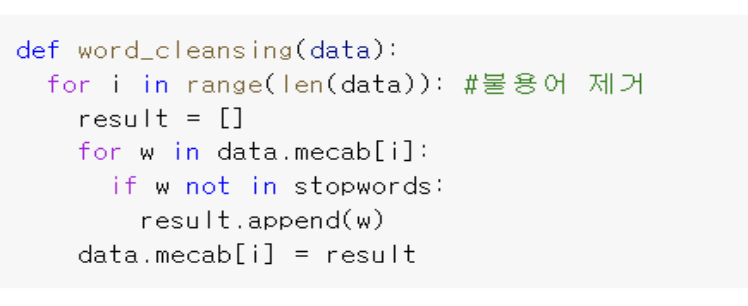 def word_cleansing(data):
  for i in range(len(data)): #불용어 제거
    result = []
    for w in data.mecab[i]:
      if w not in stopwords:
        result.append(w)
    data.mecab[i] = result